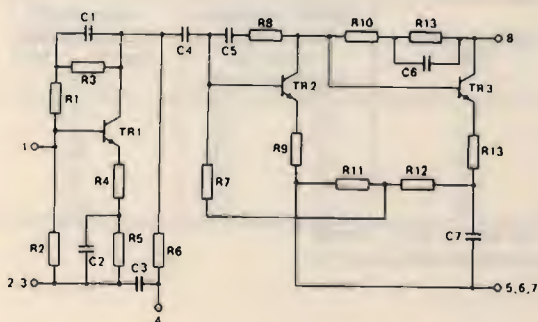 C1
R3
R1
TR1
1
R4
R2
C2
R5
R6
C3
2-3
4
C4
C5
R8
R10
R13
8
C6
TR2
TR3
R9
R13
R7
R11
R12
C7
5,6,7